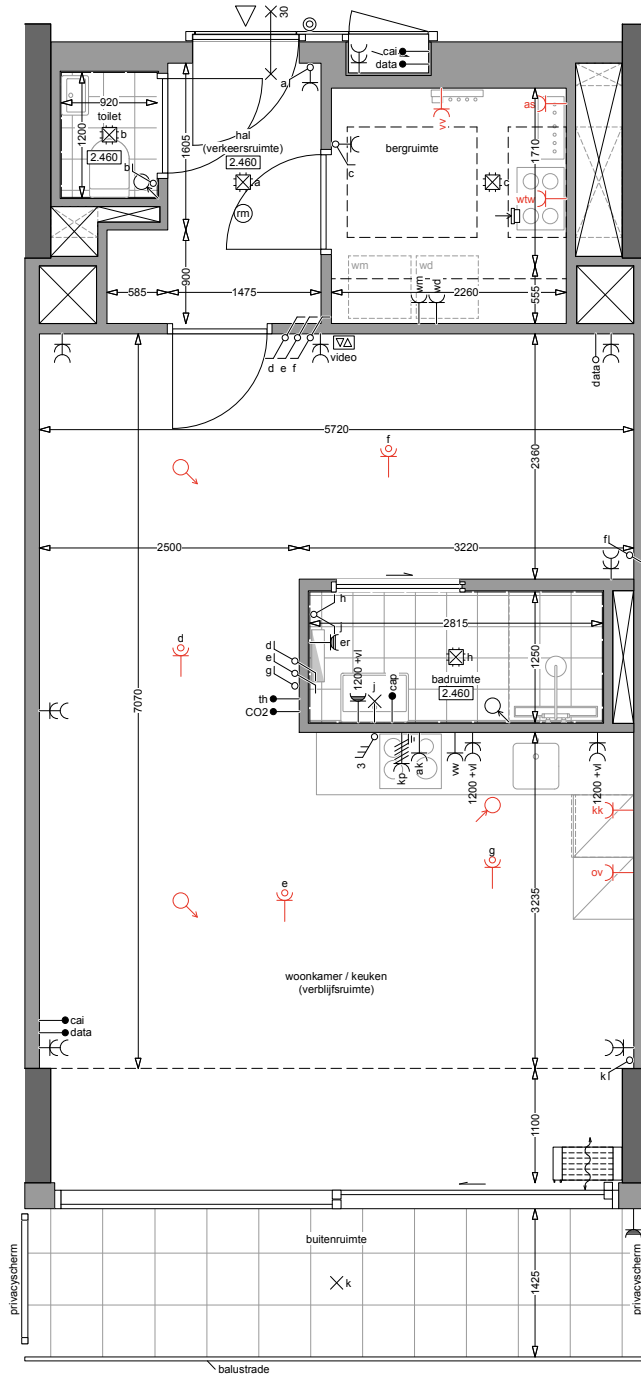 30
cai
data
a
920
toilet
b
2.460
1200
b
1605
hal
(verkeersruimte)
2.460
a
rm
c
vv
bergruimte
as
1710
c
wtw
900
585
1475
wm
wd
wm
wd
2260
555
d e f
video
data
5720
f
2360
2500
3220
f
h
j
er
2815
1250
h
d
e
g
d
1200 +vl
j
cap
badruimte
2.460
th
CO2
7070
3
kp
ak
vw
1200 +vl
1200 +vl
kk
g
ov
e
3235
woonkamer / keuken
(verblijfsruimte)
cai
data
k
1100
buitenruimte
privacyscherm
k
1425
privacyscherm
balustrade